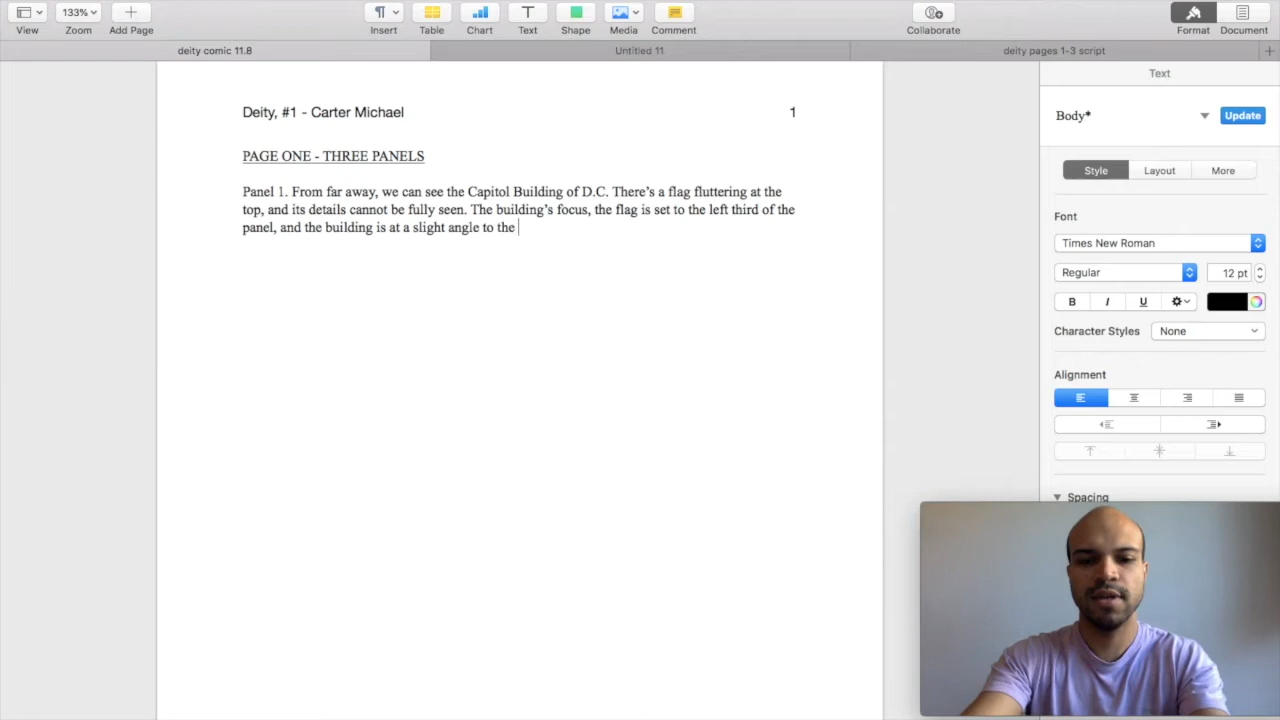 133%
View
Zoom
Add Page
Insert
Table
Chart
Text
Shape
Media
Comment
Collaborate
Format
Document
deity comic 11.8
Untitled 11
deity pages 1-3 script
Text
Deity, #1 - Carter Michael
1
Body*
Update
PAGE ONE - THREE PANELS
Style
Layout
More
Panel 1. From far away, we can see the Capitol Building of D.C. There’s a flag fluttering at the
top, and its details cannot be fully seen. The building’s focus, the flag is set to the left third of the
panel, and the building is at a slight angle to the
Font
Times New Roman
Regular
12 pt
B I U
Character Styles
None
Alignment
Spacing